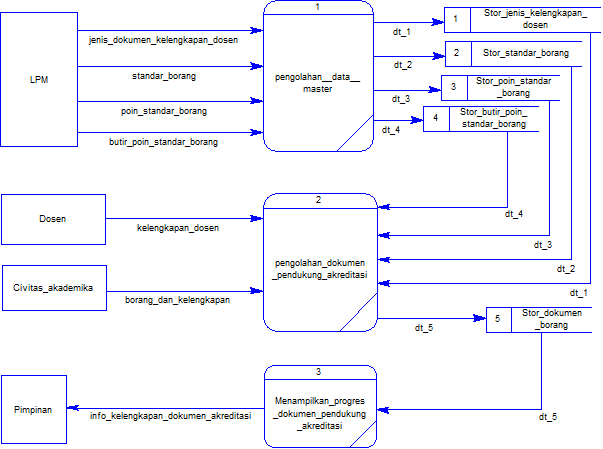 LPM
jenis_dokumen_kelengkapan_dosen
standar_borang
poin_standar_borang
butir_poin_standar_borang
1
pengolahan__data__
master
dt_1
dt_2
dt_3
dt_4
1
Stor_jenis_kelengkapan_
dosen
2
Stor_standar_borang
3
Stor_poin_standar
_borang
4
Stor_butir_poin_
standar_borang
Dosen
kelengkapan_dosen
Civitas_akademika
borang_dan_kelengkapan
2
pengolahan_dokumen
_pendukung_akreditasi
dt_4
dt_3
dt_2
dt_1
dt_5
5
Stor_dokumen
_borang
Pimpinan
info_kelengkapan_dokumen_akreditasi
3
Menampilkan_progres
_dokumen_pendukung
_akreditasi
dt_5